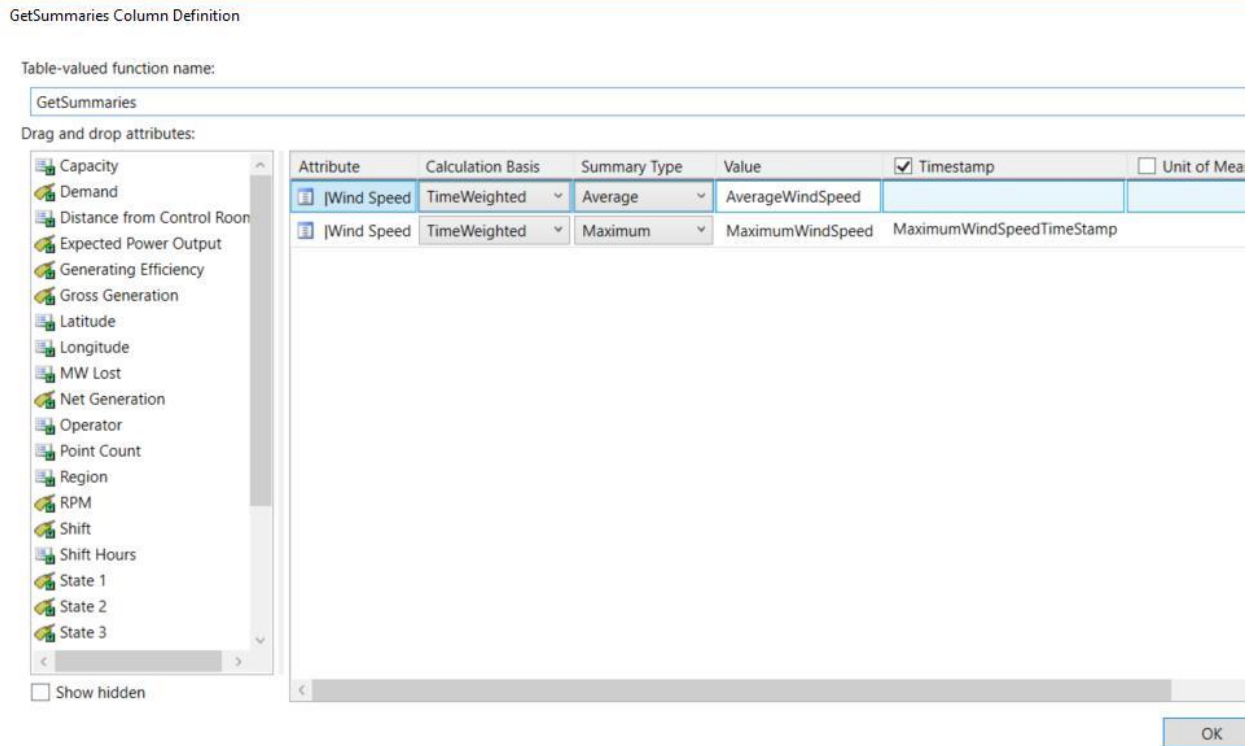 GetSummaries Column Definition
Table-valued function name:
GetSummaries
Drag and drop attributes:
Capacity
Demand
Distance from Control Roon
Expected Power Output
Generating Efficiency
Gross Generation
Latitude
Longitude
MW Lost
Net Generation
Operator
Point Count
Region
RPM
Shift
Shift Hours
State 1
State 2
State 3
Show hidden
Attribute Calculation Basis Summary Type Value Timestamp Unit of Mea
|Wind Speed TimeWeighted Average AverageWindSpeed
|Wind Speed TimeWeighted Maximum MaximumWindSpeed MaximumWindSpeedTimeStamp
OK